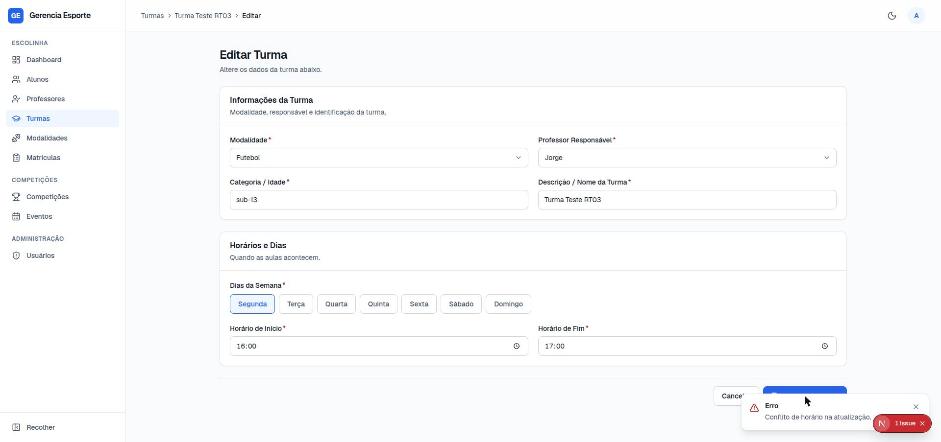 GE Gerencia Esporte
Turmas > Turma Teste RT03 > Editar
A
ESCOLINHA
Dashboard
Alunos
Professores
Turmas
Modalidades
Matrículas
COMPETIÇÕES
Competições
Eventos
ADMINISTRAÇÃO
Usuários
Recolher
Editar Turma
Altere os dados da turma abaixo.
Informações da Turma
Modalidade, responsável e identificação da turma.
Modalidade*
Professor Responsável*
Futebol
Jorge
Categoria / Idade*
Descrição / Nome da Turma*
sub-13
Turma Teste RT03
Horários e Dias
Quando as aulas acontecem.
Dias da Semana*
Segunda Terça Quarta Quinta Sexta Sábado Domingo
Horário de Início*
Horário de Fim*
16:00
17:00
Erro
Conflito de horário na atualização.
N 1 Issue ×